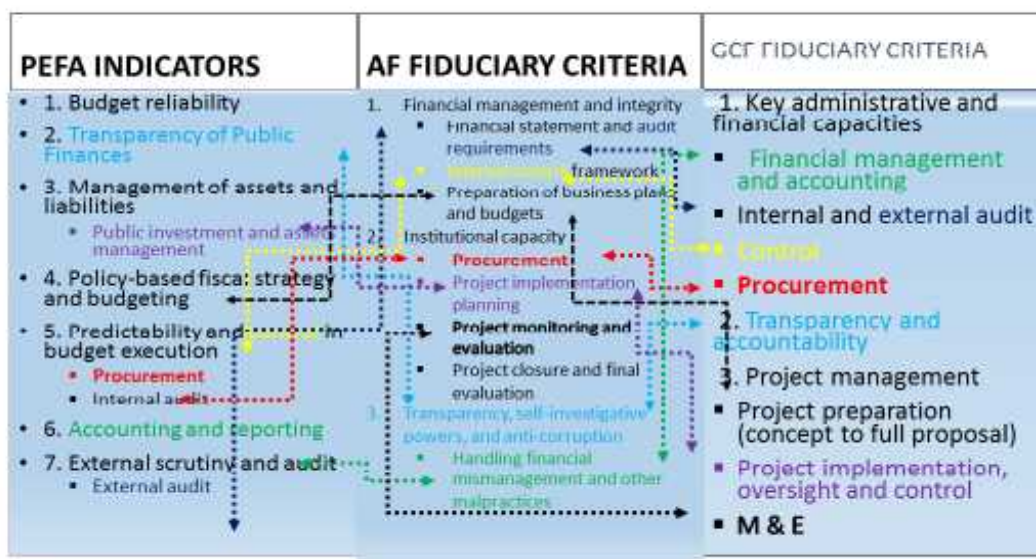 PEFA INDICATORS
• 1. Budget reliability
• 2. Transparency of Public
Finances
• 3. Management of assets and
liabilities
▪ Public investment and asset
management
• 4. Policy-based fiscal strategy
and budgeting
• 5. Predictability and in
budget execution
▪ Procurement
▪ Internal audit
• 6. Accounting and reporting
• 7. External scrutiny and audit
▪ External audit
AF FIDUCIARY CRITERIA
1. Financial management and integrity
▪ Financial statement and audit
requirements
▪ framework
▪ Preparation of business plans
and budgets
2. Institutional capacity
▪ Procurement
▪ Project implementation
planning
▪ Project monitoring and
evaluation
▪ Project closure and final
evaluation
3. Transparency, self-investigative
powers, and anti-corruption
▪ Handling financial
mismanagement and other
malpractices
GCF FIDUCIARY CRITERIA
1. Key administrative and
financial capacities
▪ Financial management
and accounting
▪ Internal and external audit
▪ Control
▪ Procurement
2. Transparency and
accountability
3. Project management
▪ Project preparation
(concept to full proposal)
▪ Project implementation,
oversight and control
▪ M & E